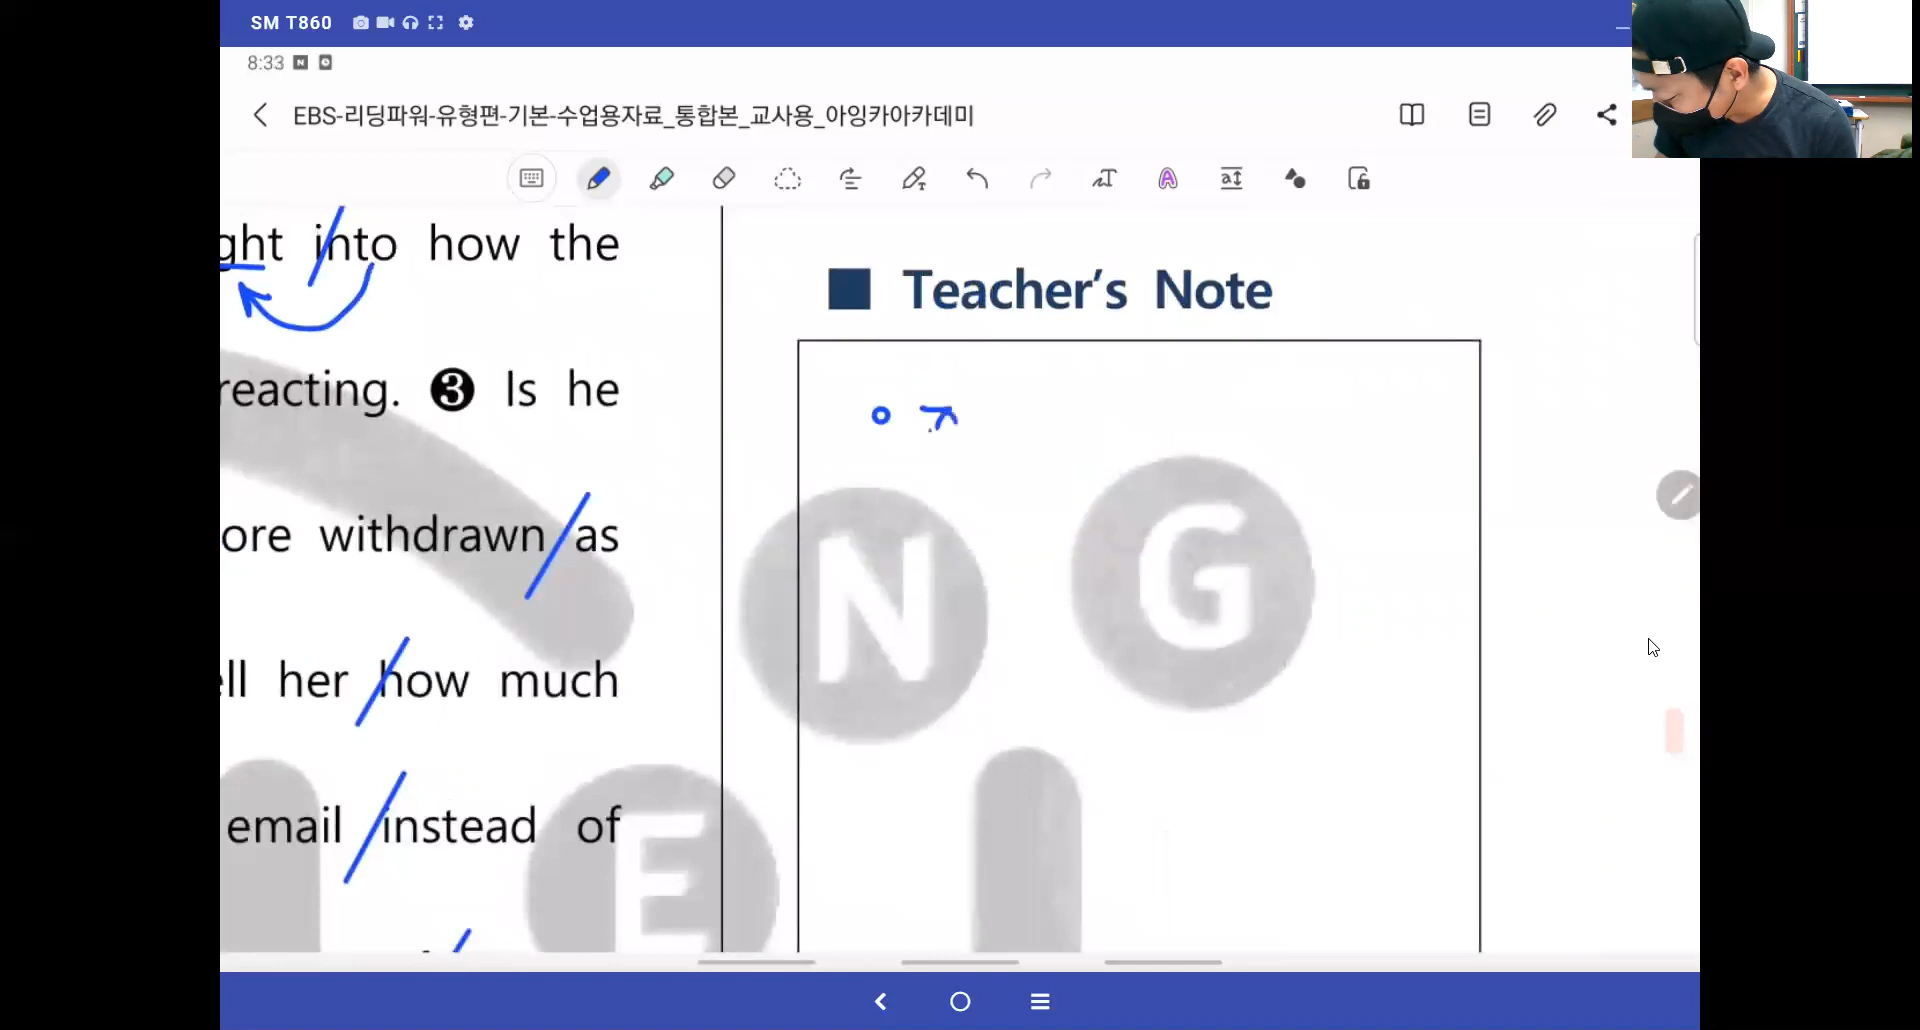 SM T860
8:33
EBS-리딩파워-유형편-기본-수업용자료_통합본_교사용_아잉카아카데미
ght into how the
reacting. ❸ Is he
ore withdrawn as
ell her how much
email instead of
■ Teacher's Note
N G
E